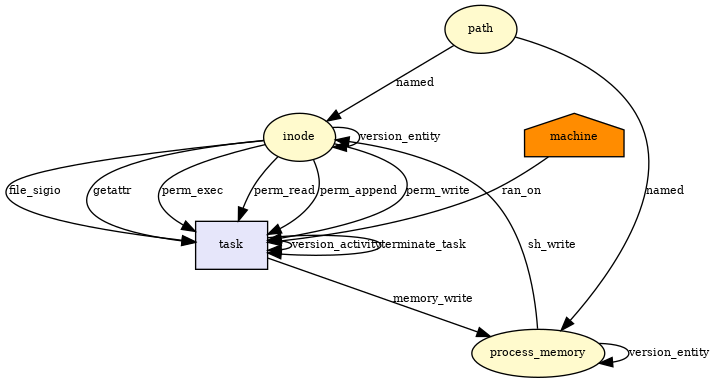 path
named
inode
version_entity
machine
file_sigio
getattr
perm_exec
perm_read
perm_append
perm_write
ran_on
named
task
version_activity
terminate_task
sh_write
memory_write
process_memory
version_entity